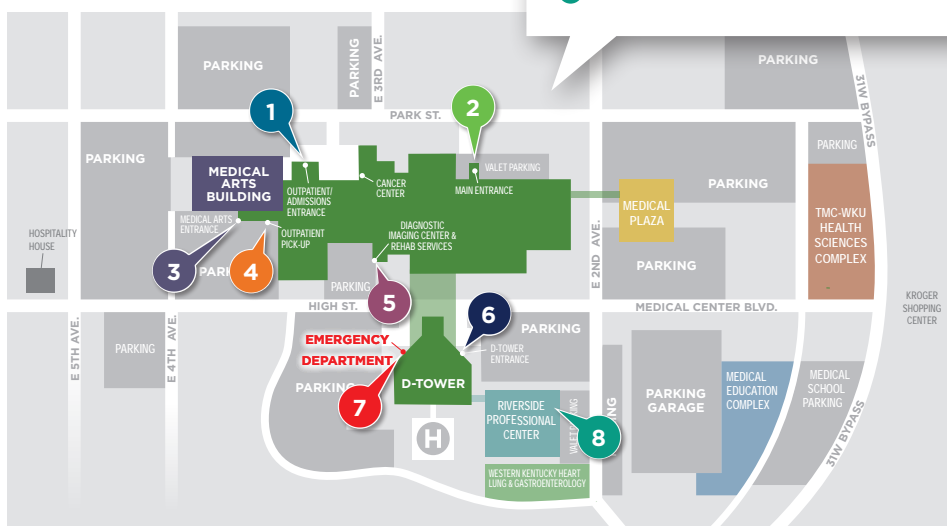 PARKING
PARKING
E 3RD AVE.
PARKING
31W BYPASS
1
2
PARK ST.
PARKING
MEDICAL
ARTS
BUILDING
OUTPATIENT/
ADMISSIONS
ENTRANCE
CANCER
CENTER
VALET PARKING
MAIN ENTRANCE
PARKING
PARKING
MEDICAL
PLAZA
TMC-WKU
HEALTH
SCIENCES
COMPLEX
MEDICAL ARTS
ENTRANCE
OUTPATIENT
PICK-UP
DIAGNOSTIC
IMAGING CENTER &
REHAB SERVICES
HOSPITALITY
HOUSE
E 2ND AVE.
3
PARKING
4
PARKING
5
PARKING
HIGH ST.
MEDICAL CENTER BLVD.
KROGER
SHOPPING
CENTER
6
E 5TH AVE.
PARKING
E 4TH AVE.
EMERGENCY
DEPARTMENT
PARKING
D-TOWER
ENTRANCE
PARKING
D-TOWER
7
H
RIVERSIDE
PROFESSIONAL
CENTER
VALET PARKING
8
PARKING
PARKING
GARAGE
MEDICAL
EDUCATION
COMPLEX
MEDICAL
SCHOOL
PARKING
31W BYPASS
WESTERN KENTUCKY HEART
LUNG & GASTROENTEROLOGY